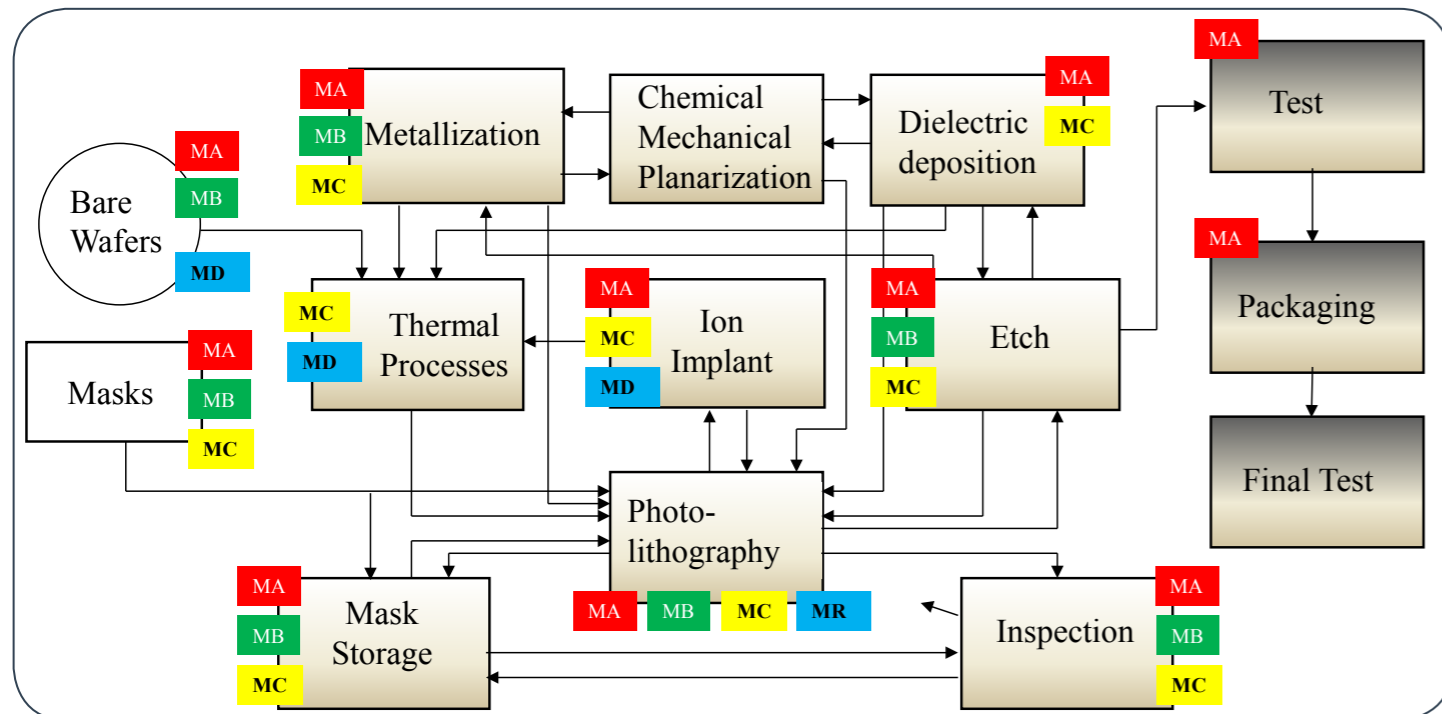 MA
Test
MA
MB
MC
Metallization
Chemical
Mechanical
Planarization
MA
MC
Dielectric
deposition
MA
MB
MD
Bare
Wafers
MA
Packaging
MC
MD
Thermal
Processes
MA
MC
MD
Ion
Implant
MA
MB
MC
Etch
MA
MB
MC
Masks
Final Test
Photo-
lithography
MA
MB
MC
MR
MA
MB
MC
Mask
Storage
Inspection
MA
MB
MC